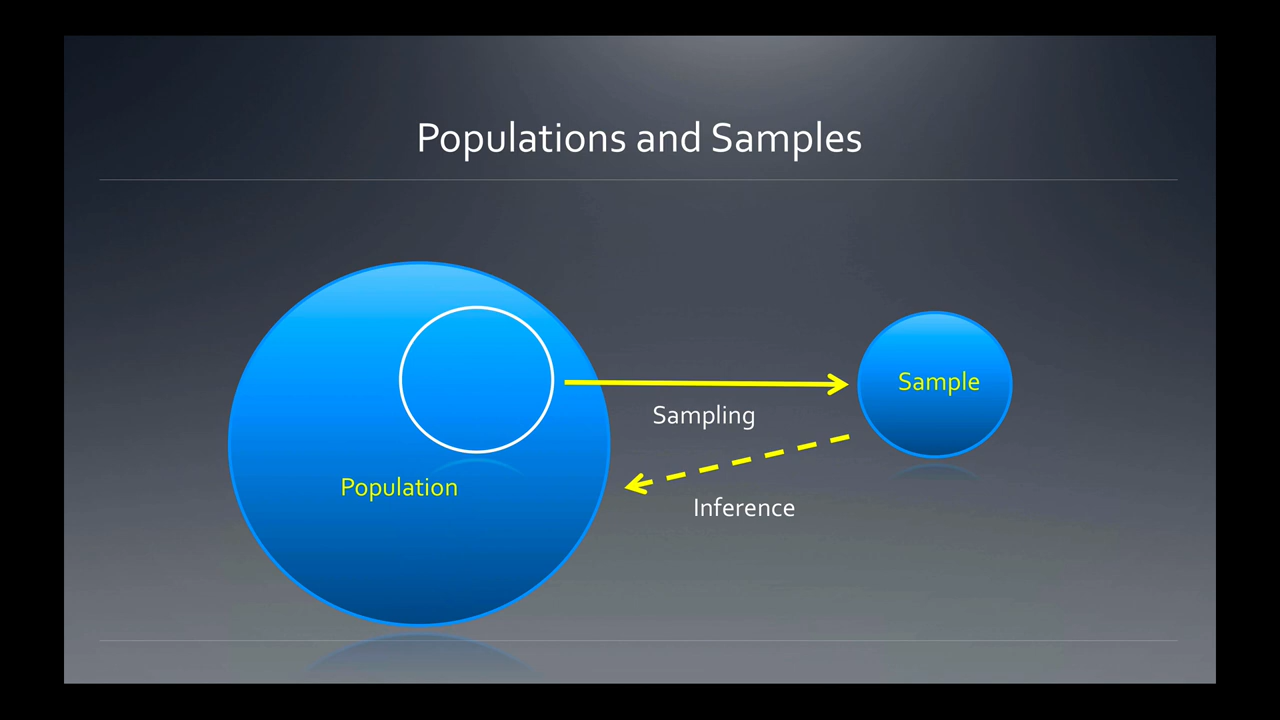 Populations and Samples
Sample
Sampling
Population
Inference